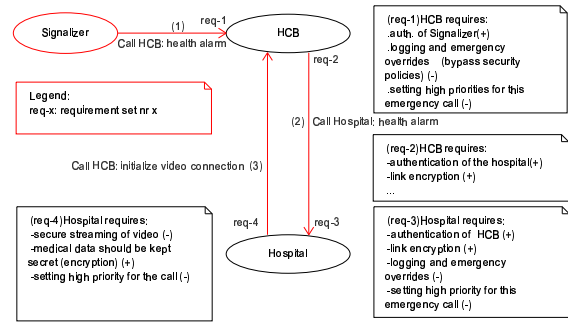 Signalizer
(1)
req-1
HCB
Call HCB: health alarm
req-2
(req-1)HCB requires:
.auth. of Signalizer(+)
.logging and emergency
overrides (bypass security
policies) (-)
.setting high priorities for this
emergency call (-)
Legend:
req-x: requirement set nr x
(2) Call Hospital: health alarm
(req-2)HCB requires:
-authentication of the hospital(+)
-link encryption (+)
...
Call HCB: initialize video connection (3)
(req-4)Hospital requires;
-secure streaming of video (-)
-medical data should be kept
secret (encryption) (+)
-setting high priority for the call (-)
req-4
req-3
Hospital
(req-3)Hospital requires:
-authentication of HCB (+)
-link encryption (+)
-logging and emergency
overrides (-)
-setting high priority for this
emergency call (-)